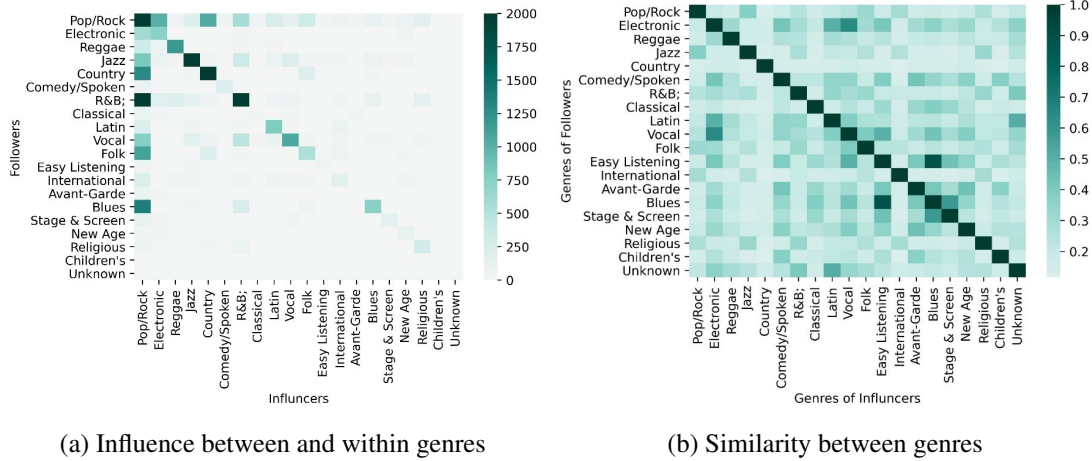 Followers
Pop/Rock
Electronic
Reggae
Jazz
Country
Comedy/Spoken
R&B;
Classical
Latin
Vocal
Folk
Easy Listening
International
Avant-Garde
Blues
Stage & Screen
New Age
Religious
Children's
Unknown
Pop/Rock
Electronic
Reggae
Jazz
Country
Comedy/Spoken
R&B;
Classical
Latin
Vocal
Folk
Easy Listening
International
Avant-Garde
Blues
Stage & Screen
New Age
Religious
Children's
Unknown
Influncers
2000
1750
1500
1250
1000
750
500
250
0
(a) Influence between and within genres
Genres of Followers
Pop/Rock
Electronic
Reggae
Jazz
Country
Comedy/Spoken
R&B;
Classical
Latin
Vocal
Folk
Easy Listening
International
Avant-Garde
Blues
Stage & Screen
New Age
Religious
Children's
Unknown
Pop/Rock
Electronic
Reggae
Jazz
Country
Comedy/Spoken
R&B;
Classical
Latin
Vocal
Folk
Easy Listening
International
Avant-Garde
Blues
Stage & Screen
New Age
Religious
Children's
Unknown
Genres of Influncers
1.0
0.9
0.8
0.7
0.6
0.5
0.4
0.3
0.2
(b) Similarity between genres